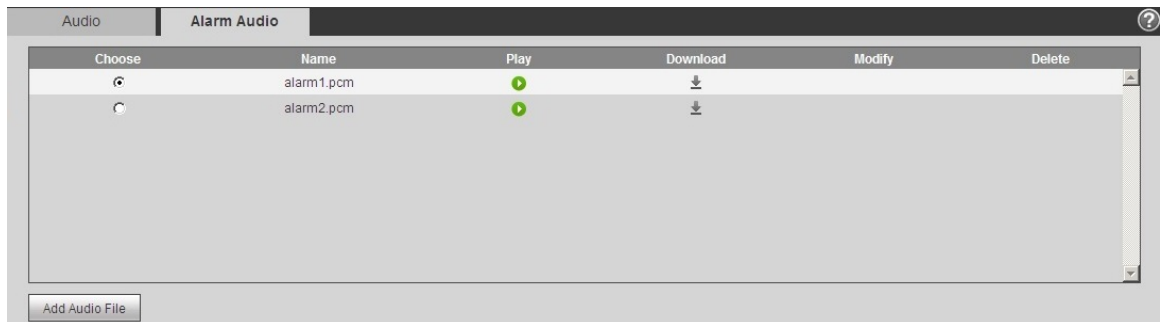 Audio Alarm Audio ?
Choose Name Play Download Modify Delete
alarm1.pcm
alarm2.pcm
Add Audio File